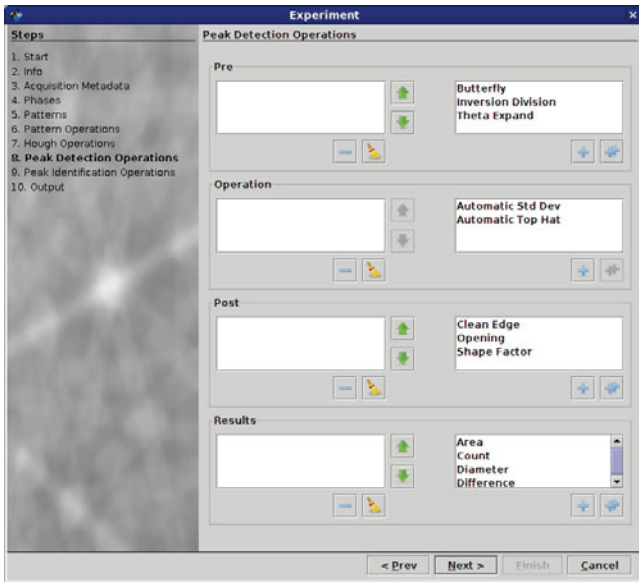 Experiment
Steps
1. Start
2. Info
3. Acquisition Metadata
4. Phases
5. Patterns
6. Pattern Operations
7. Hough Operations
8. Peak Detection Operations
9. Peak Identification Operations
10. Output
Peak Detection Operations
Pre
Butterfly
Inversion Division
Theta Expand
Operation
Automatic Std Dev
Automatic Top Hat
Post
Clean Edge
Opening
Shape Factor
Results
Area
Count
Diameter
Difference
< Prev
Next >
Finish
Cancel